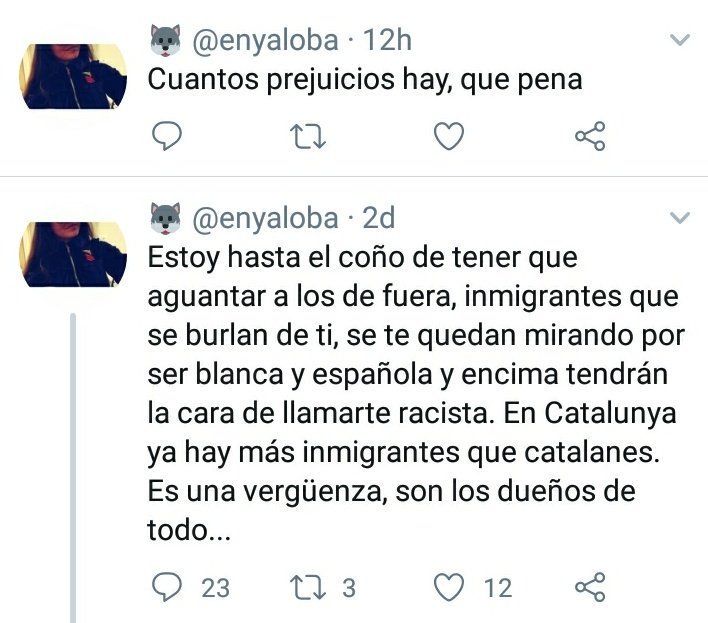 @enyaloba · 12h
Cuantos prejuicios hay, que pena
@enyaloba · 2d
Estoy hasta el coño de tener que
aguantar a los de fuera, inmigrantes que
se burlan de ti, se te quedan mirando por
ser blanca y española y encima tendrán
la cara de llamarte racista. En Catalunya
ya hay más inmigrantes que catalanes.
Es una vergüenza, son los dueños de
todo...
23 3 12